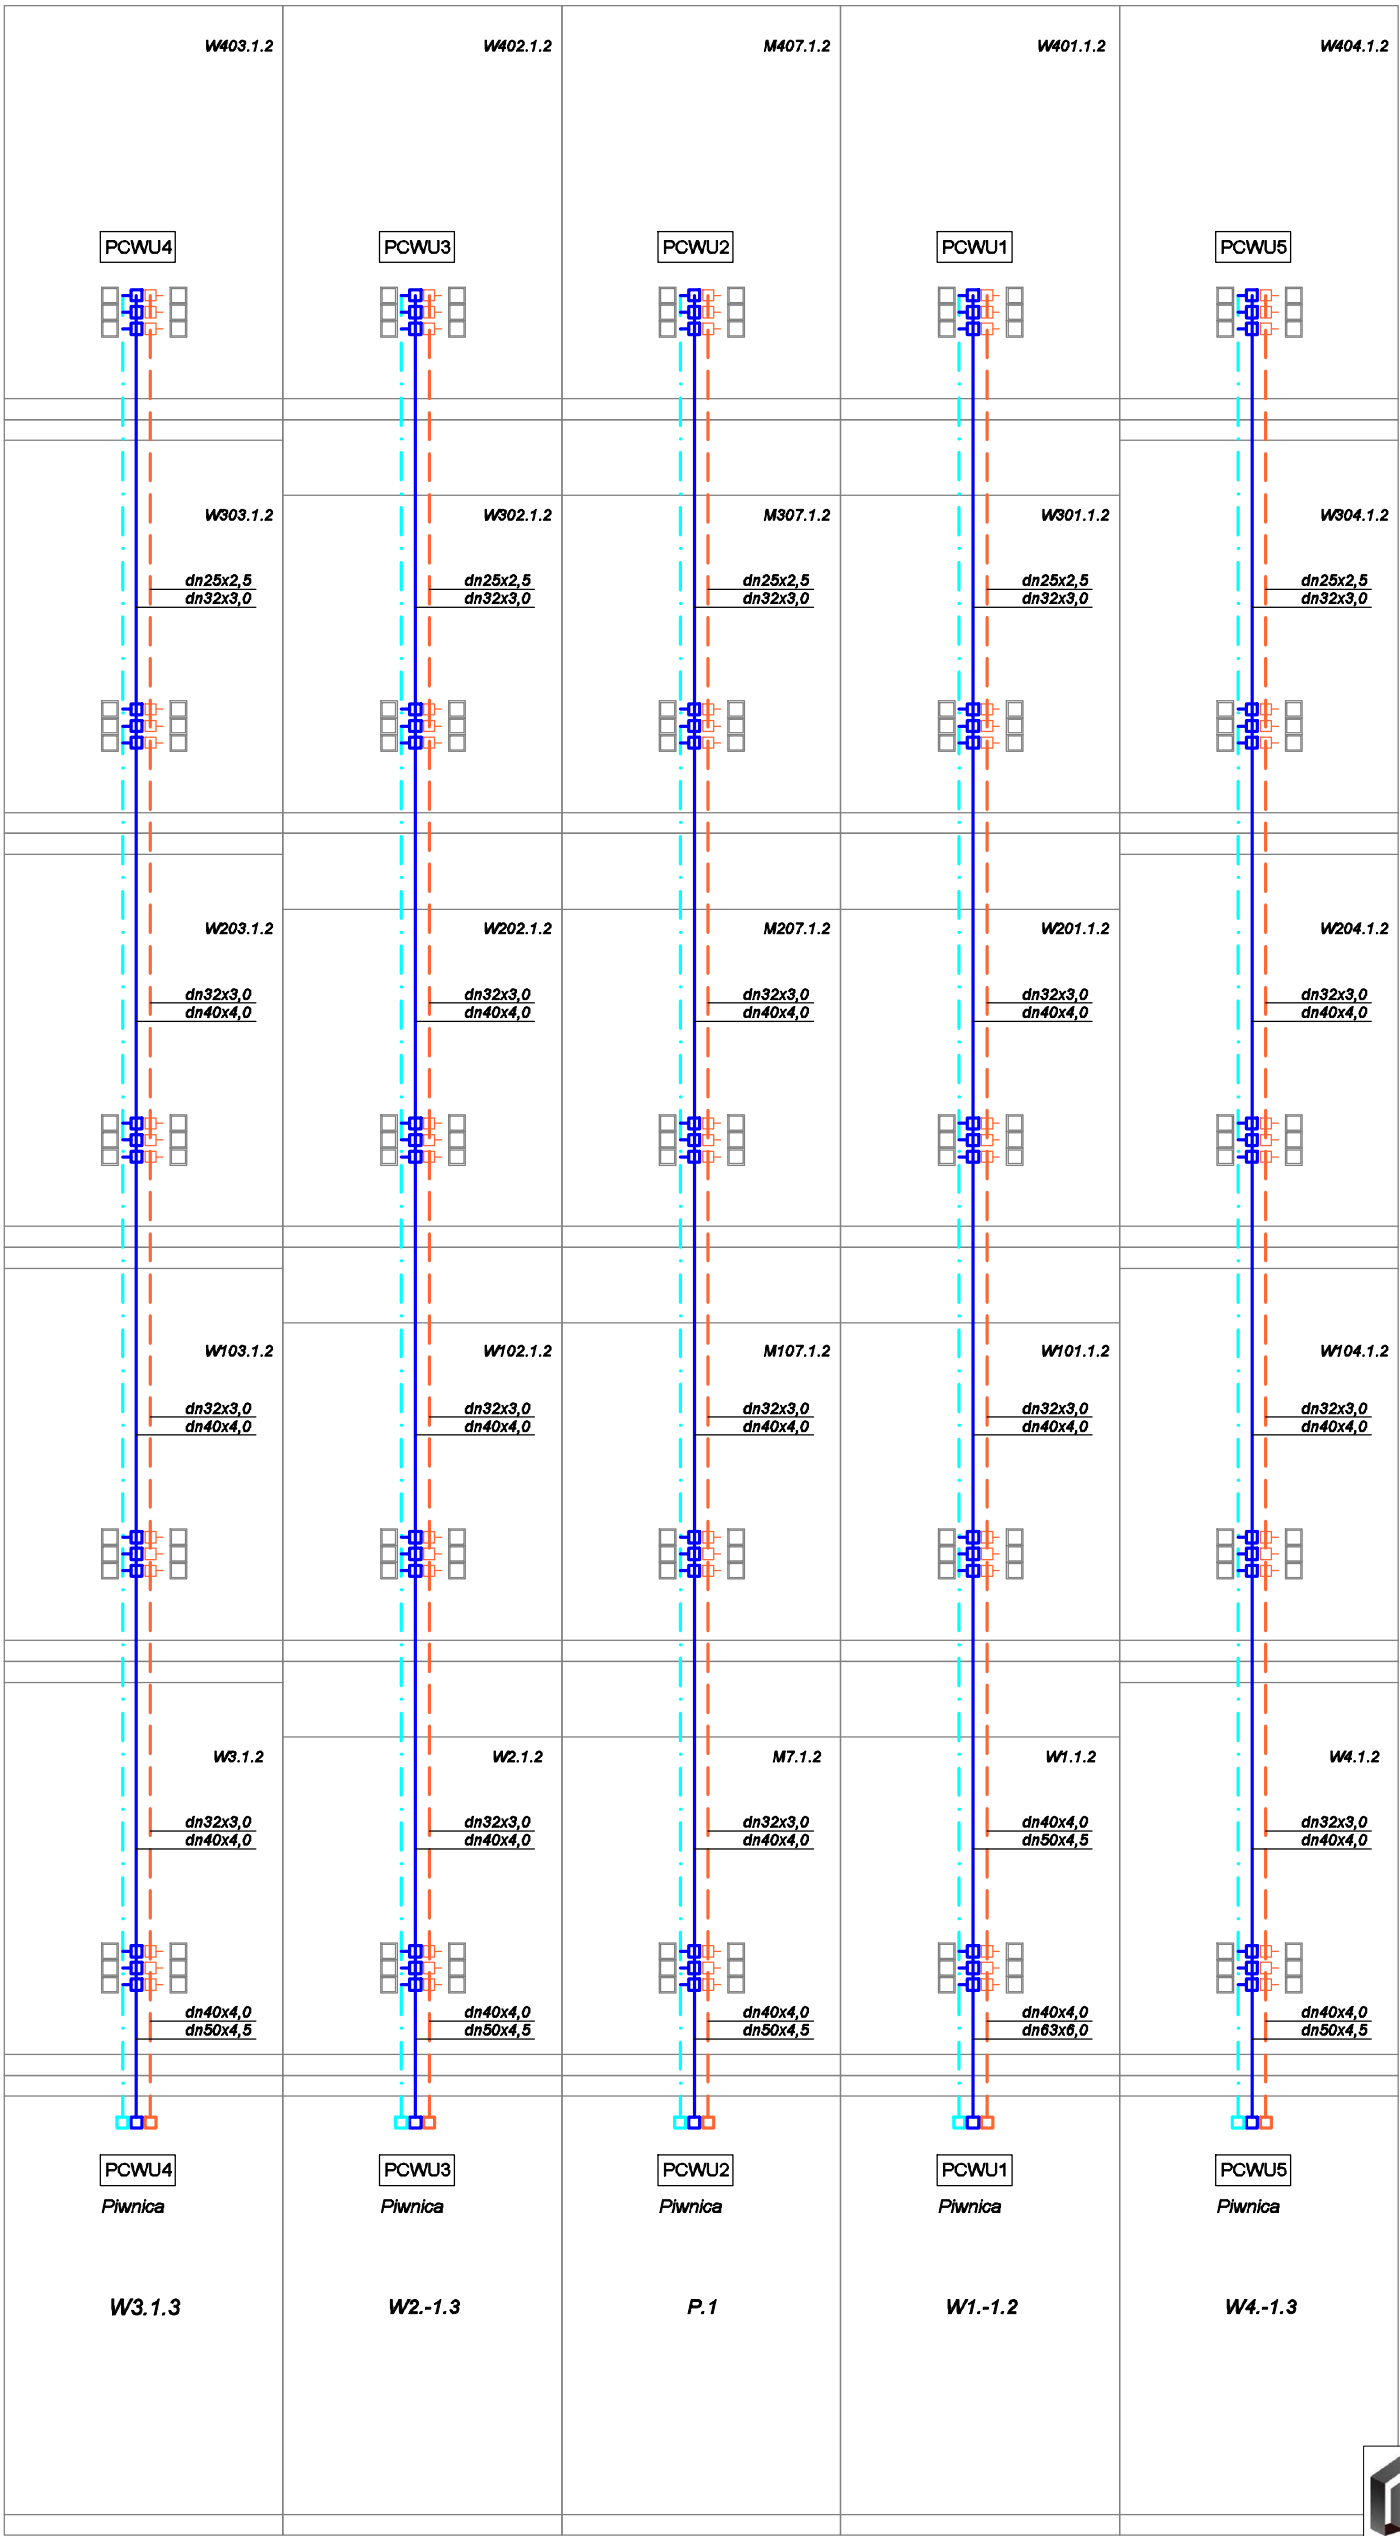 W403.1.2 W402.1.2 M407.1.2 W401.1.2 W404.1.2
PCWU4 PCWU3 PCWU2 PCWU1 PCWU5
W303.1.2 W302.1.2 M307.1.2 W301.1.2 W304.1.2
dn25x2,5 dn25x2,5 dn25x2,5 dn25x2,5 dn25x2,5
dn32x3,0 dn32x3,0 dn32x3,0 dn32x3,0 dn32x3,0
W203.1.2 W202.1.2 M207.1.2 W201.1.2 W204.1.2
dn32x3,0 dn32x3,0 dn32x3,0 dn32x3,0 dn32x3,0
dn40x4,0 dn40x4,0 dn40x4,0 dn40x4,0 dn40x4,0
W103.1.2 W102.1.2 M107.1.2 W101.1.2 W104.1.2
dn32x3,0 dn32x3,0 dn32x3,0 dn32x3,0 dn32x3,0
dn40x4,0 dn40x4,0 dn40x4,0 dn40x4,0 dn40x4,0
W3.1.2 W2.1.2 M7.1.2 W1.1.2 W4.1.2
dn32x3,0 dn32x3,0 dn32x3,0 dn40x4,0 dn32x3,0
dn40x4,0 dn40x4,0 dn40x4,0 dn50x4,5 dn40x4,0
dn40x4,0 dn40x4,0 dn40x4,0 dn40x4,0 dn40x4,0
dn50x4,5 dn50x4,5 dn50x4,5 dn63x6,0 dn50x4,5
PCWU4 PCWU3 PCWU2 PCWU1 PCWU5
Piwnica Piwnica Piwnica Piwnica Piwnica
W3.1.3 W2.-1.3 P.1 W1.-1.2 W4.-1.3